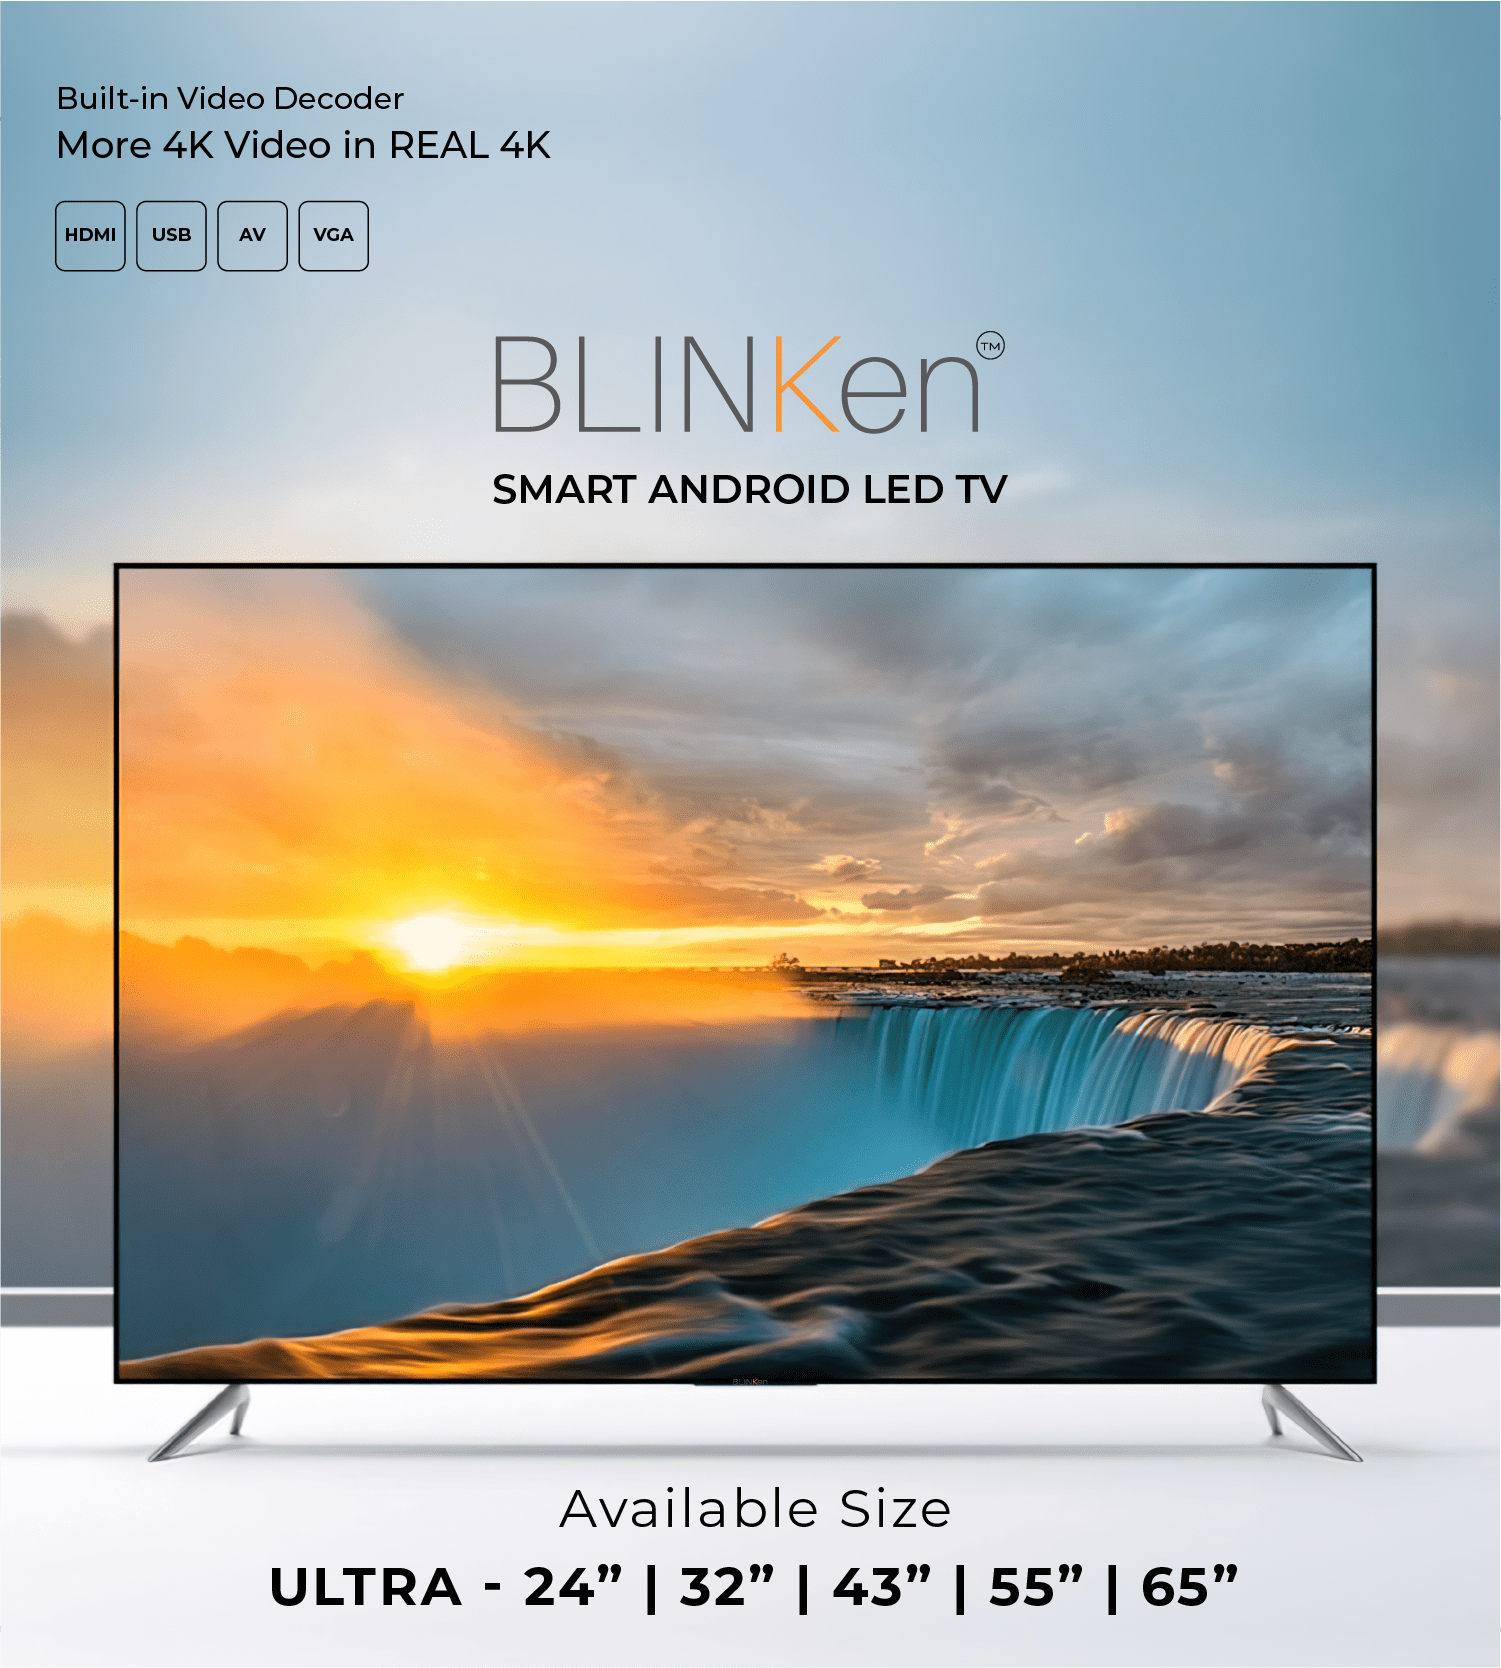 Built-in Video Decoder
More 4K Video in REAL 4K
HDMI USB AV VGA
BLINKen TM
SMART ANDROID LED TV
BLINKen
Available Size
ULTRA - 24” | 32” | 43” | 55” | 65”